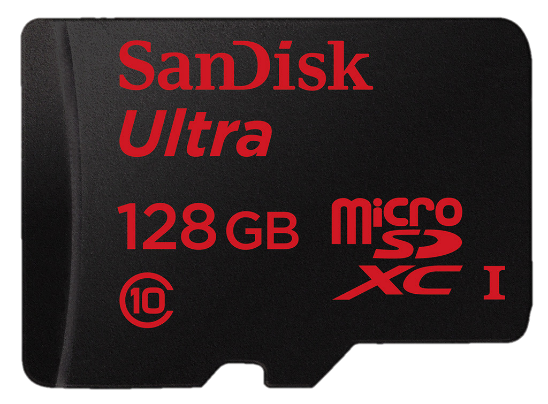 SanDisk
Ultra
128 GB
micro
SD
XC I
10